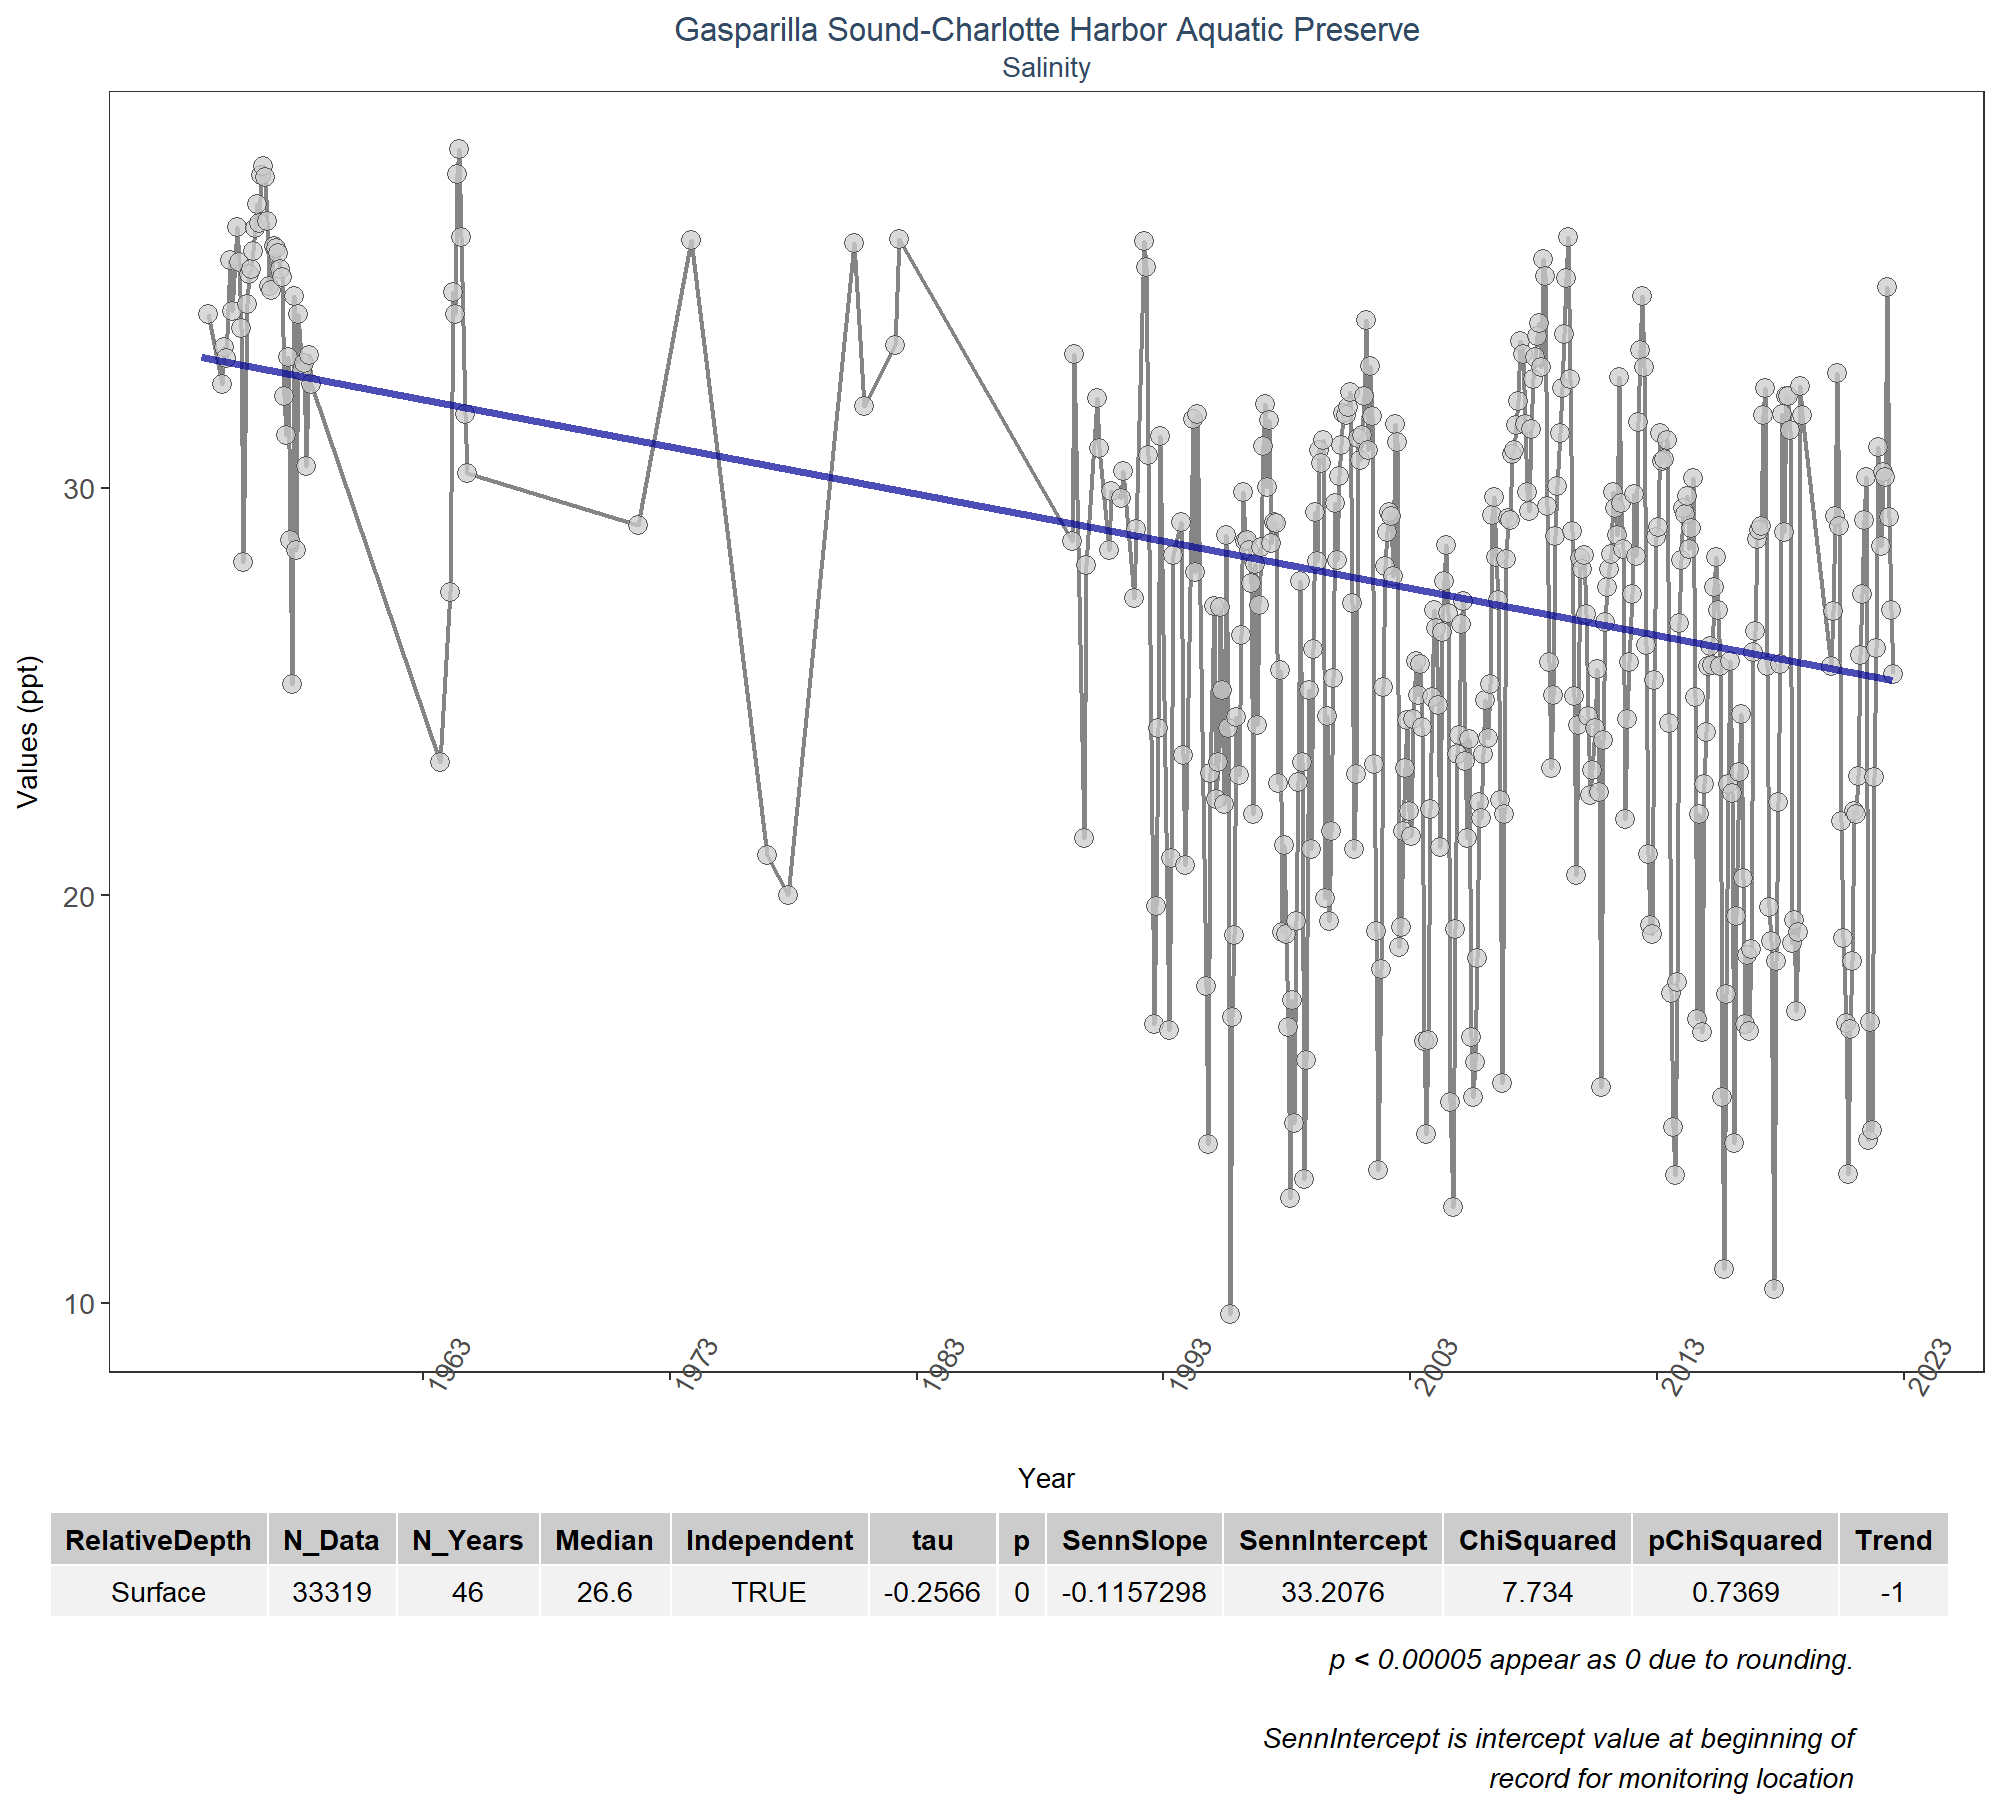 Gasparilla Sound-Charlotte Harbor Aquatic Preserve
Salinity
Values (ppt)
30
20
10
1963 1973 1983 1993 2003 2013 2023
Year
RelativeDepth N_Data N_Years Median Independent tau p SennSlope SennIntercept ChiSquared pChiSquared Trend
Surface 33319 46 26.6 TRUE -0.2566 0 -0.1157298 33.2076 7.734 0.7369 -1
p < 0.00005 appear as 0 due to rounding.
SennIntercept is intercept value at beginning of
record for monitoring location